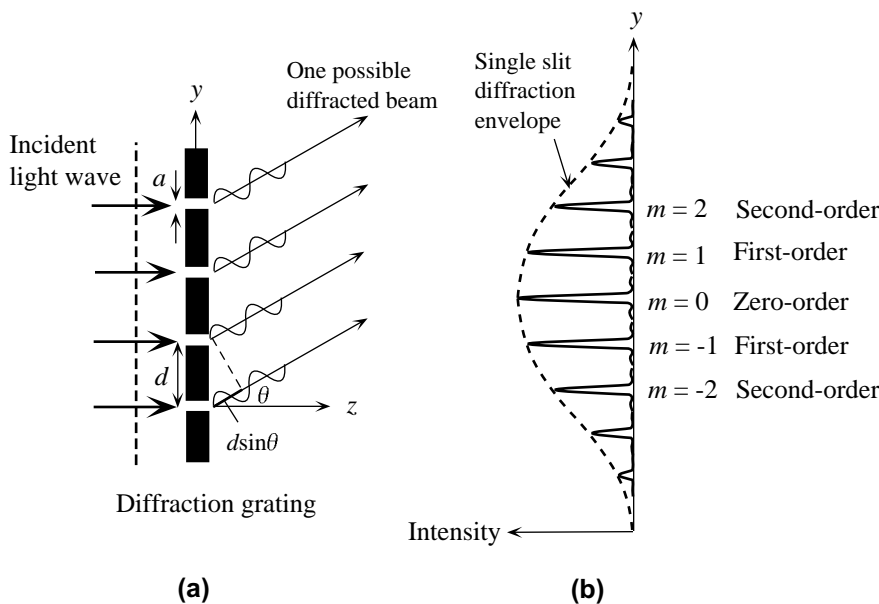 One possible
diffracted beam
y
Incident
light wave
a
d
θ
z
dsinθ
Diffraction grating
(a)
y
Single slit
diffraction
envelope
m = 2 Second-order
m = 1 First-order
m = 0 Zero-order
m = -1 First-order
m = -2 Second-order
Intensity
(b)